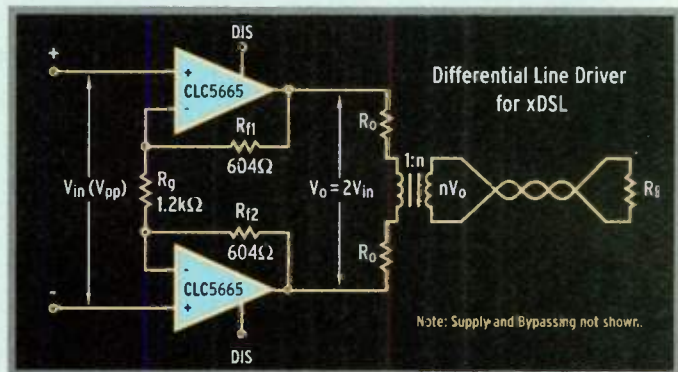 DIS
+
+
CLC5665
-
Differential Line Driver
for xDSL
Rf1
604Ω
Ro
1:n
Vin (Vpp)
Rg
1.2kΩ
Vo = 2Vin
nVo
Rf2
604Ω
Ro
-
CLC5665
+
-
DIS
Note: Supply and Bypassing not shown.